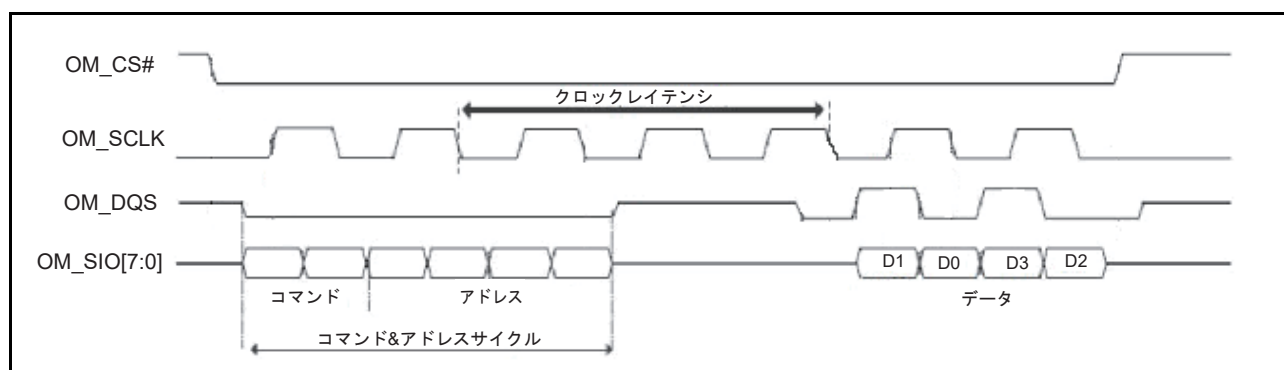 OM_CS#
クロックレイテンシ
OM_SCLK
OM_DQS
OM_SIO[7:0]
D1 D0 D3 D2
コマンド アドレス データ
コマンド&アドレスサイクル